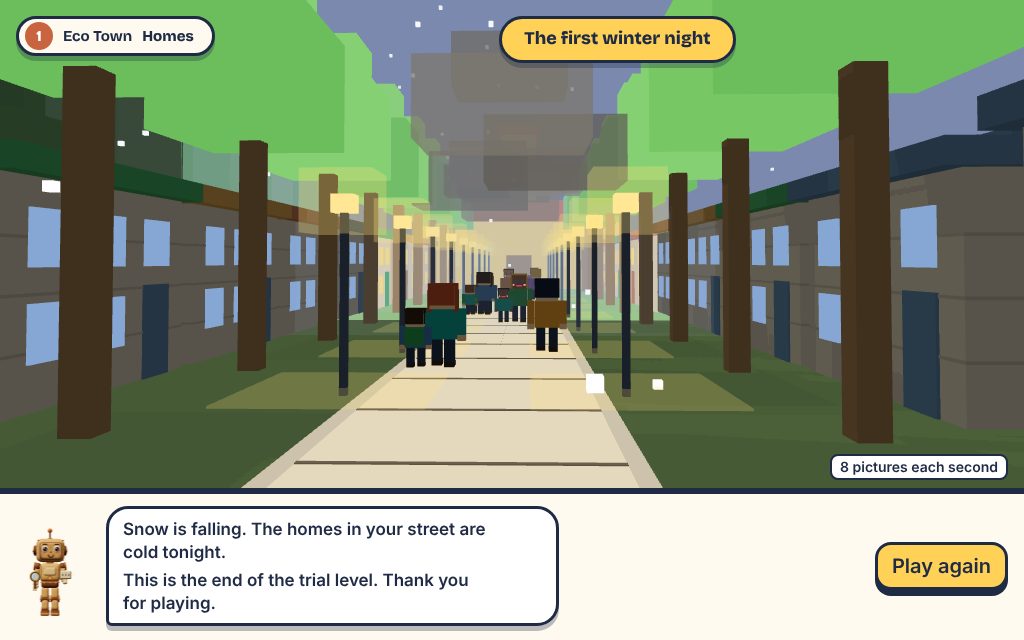 1 Eco Town Homes
The first winter night
8 pictures each second
Snow is falling. The homes in your street are
cold tonight.
This is the end of the trial level. Thank you
for playing.
Play again